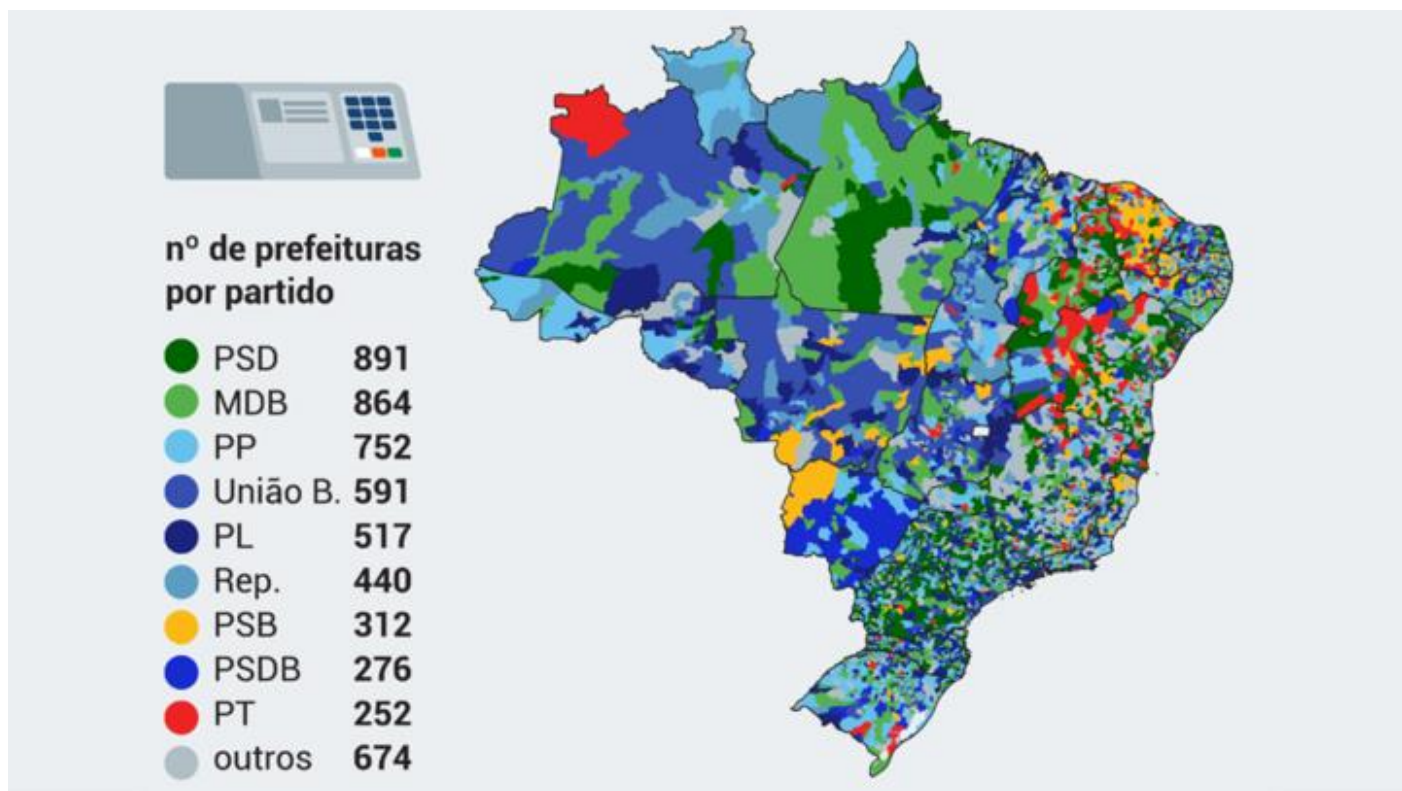 nº de prefeituras
por partido
PSD 891
MDB 864
PP 752
União B. 591
PL 517
Rep. 440
PSB 312
PSDB 276
PT 252
outros 674